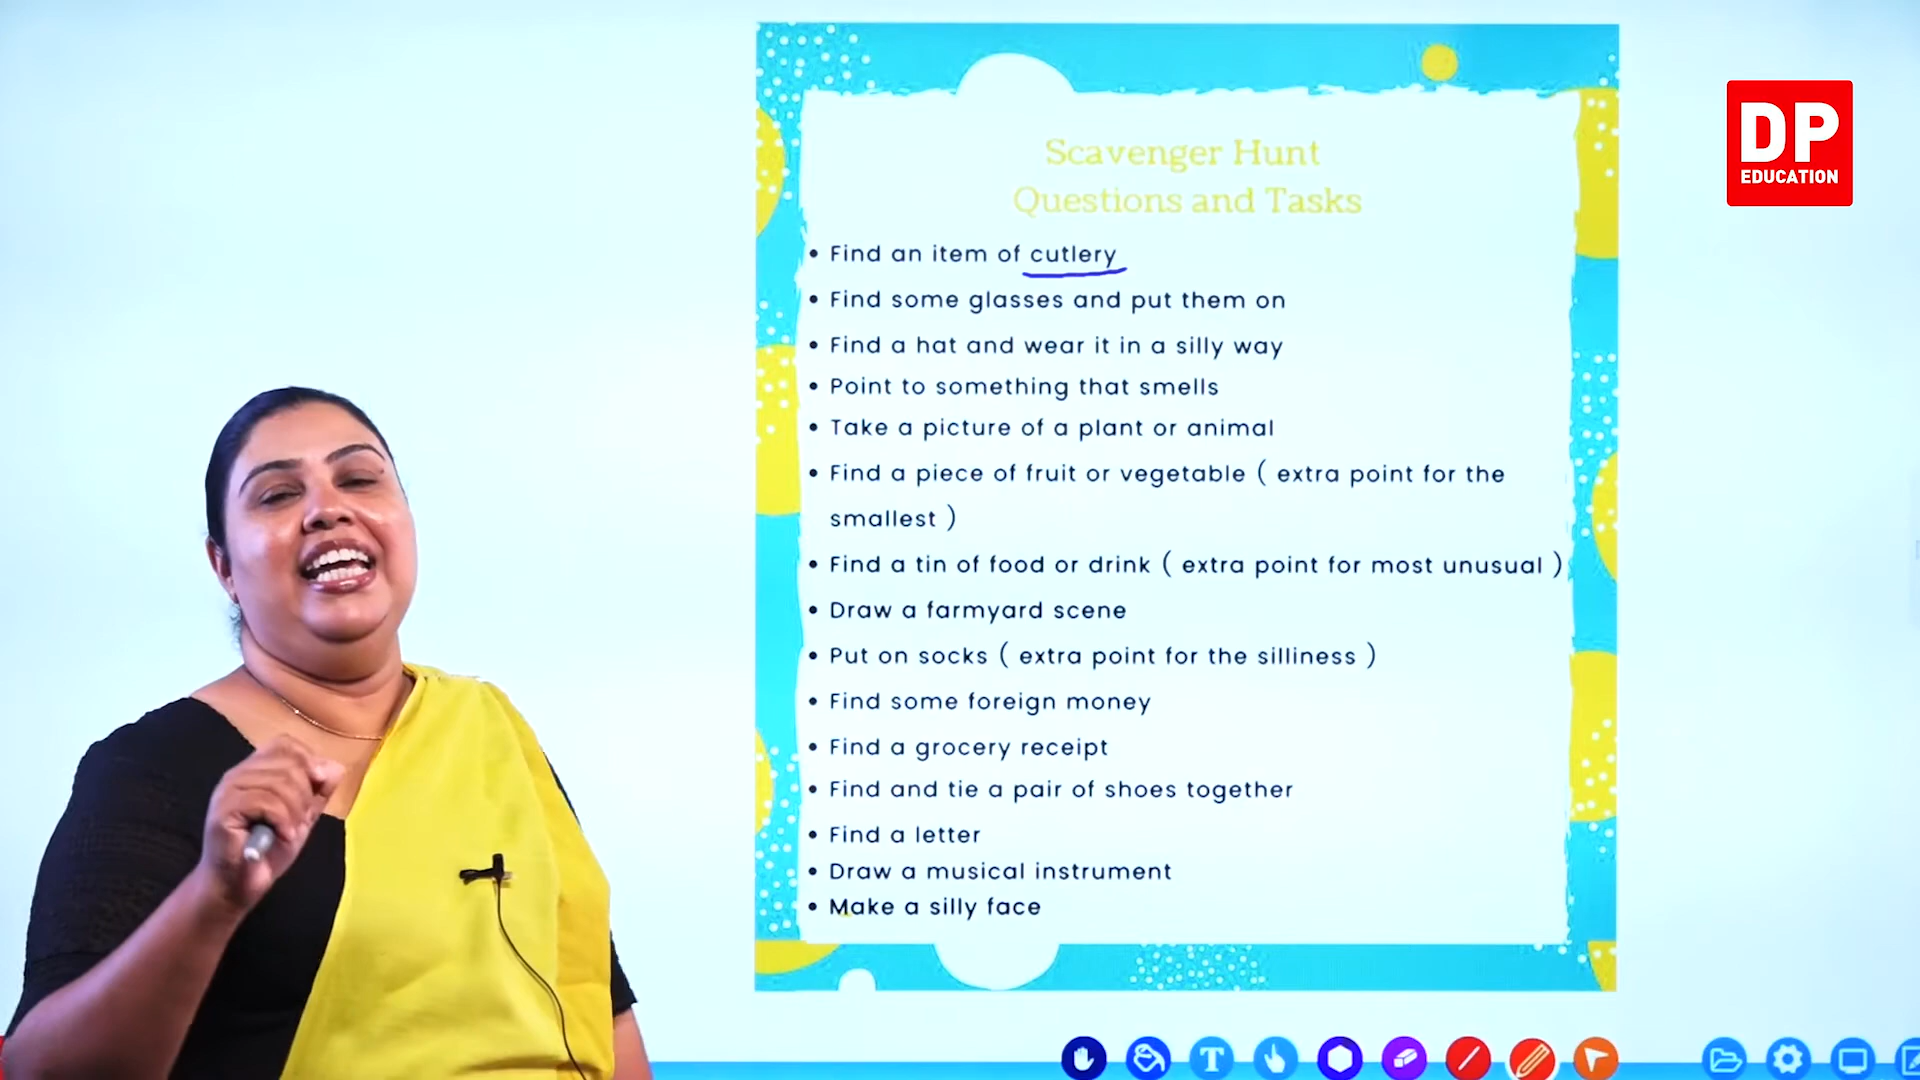 DP
EDUCATION
Scavenger Hunt
Questions and Tasks
• Find an item of cutlery
• Find some glasses and put them on
• Find a hat and wear it in a silly way
• Point to something that smells
• Take a picture of a plant or animal
• Find a piece of fruit or vegetable ( extra point for the
smallest )
• Find a tin of food or drink ( extra point for most unusual )
• Draw a farmyard scene
• Put on socks ( extra point for the silliness )
• Find some foreign money
• Find a grocery receipt
• Find and tie a pair of shoes together
• Find a letter
• Draw a musical instrument
• Make a silly face
T